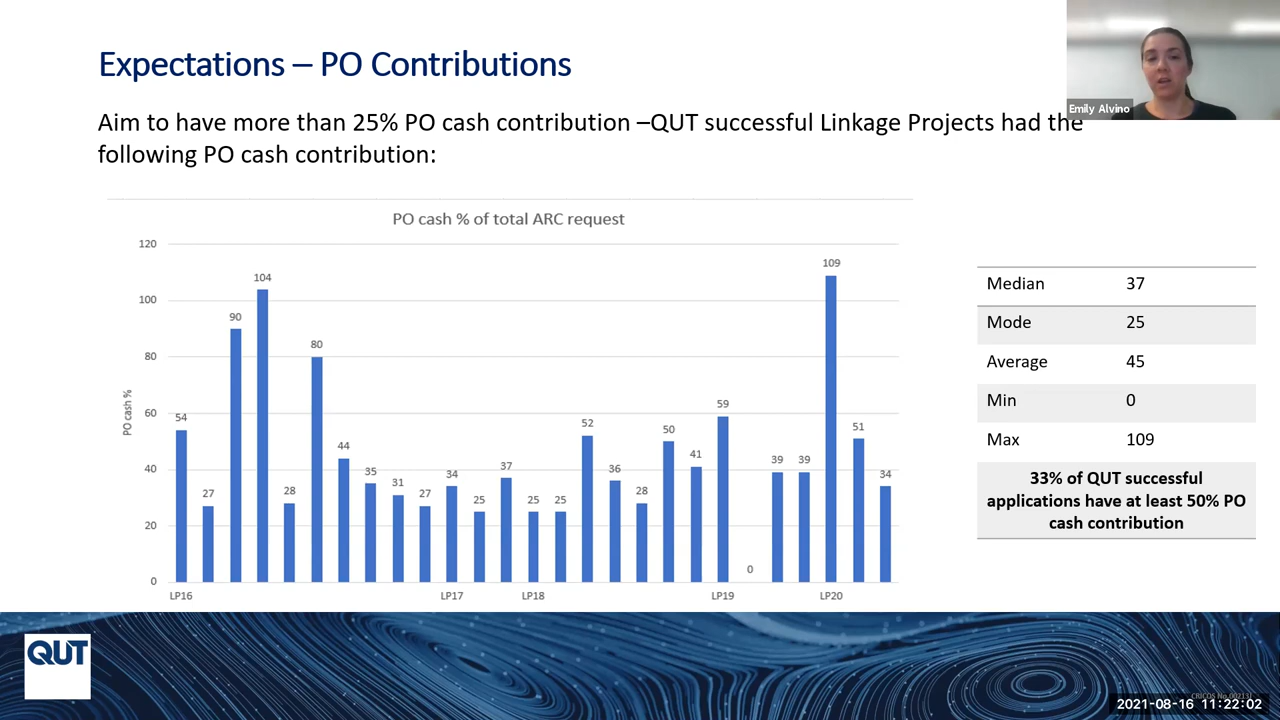 Expectations – PO Contributions
Emily Alvino
Aim to have more than 25% PO cash contribution –QUT successful Linkage Projects had the
following PO cash contribution:
PO cash % of total ARC request
PO cash %
120
100
80
60
40
20
0
54
27
90
104
28
80
44
35
31
27
34
25
37
25
25
52
36
28
50
41
59
0
39
39
109
51
34
LP16
LP17
LP18
LP19
LP20
Median 37
Mode 25
Average 45
Min 0
Max 109
33% of QUT successful
applications have at least 50% PO
cash contribution
QUT
2021-08-16 11:22:02